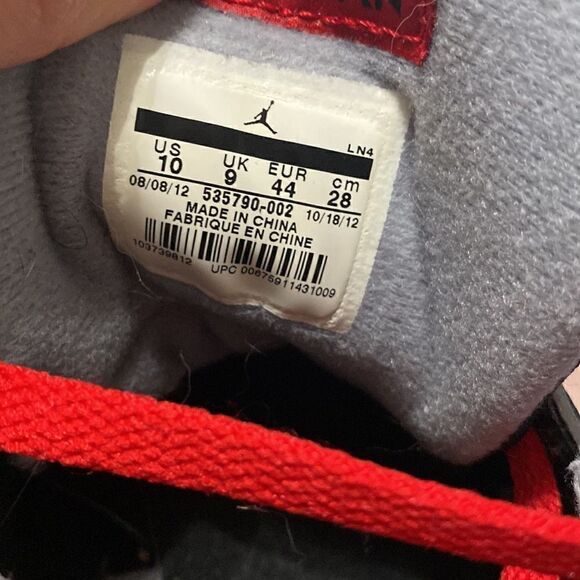 LN4
US UK EUR cm
10 9 44 28
08/08/12 535790-002 10/18/12
MADE IN CHINA
FABRIQUE EN CHINE
103739812 UPC 00675911431009